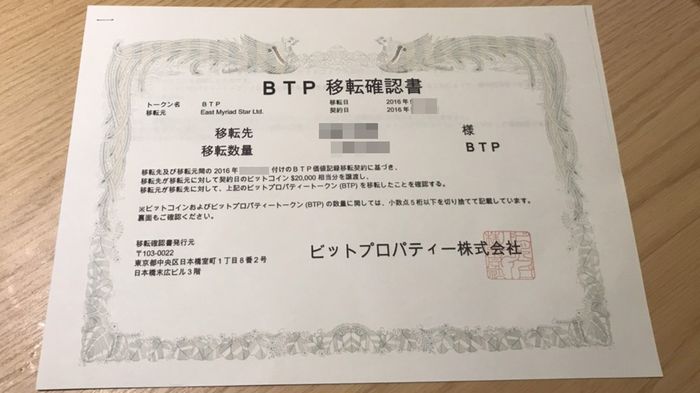 BTP 移転確認書
トークン名 BTP 移転日 2016年
移転元 East Myriad Star Ltd. 契約日 2016年
移転先 様
移転数量 BTP
移転先及び移転元間の2016年 付けのBTP価値記録移転契約に基づき、
移転先が移転元に対して契約日のビットコイン$20,000相当分を譲渡し、
移転元が移転先に対して、上記のビットプロパティートークン(BTP)を移転したことを確認する。
※ビットコインおよびビットプロパティートークン(BTP)の数量に関しては、小数点5桁以下を切り捨てて記載しています。
裏面もご確認ください。
移転確認書発行元
〒103-0022
東京都中央区日本橋室町1丁目8番2号
日本橋末広ビル3階
ビットプロパティー株式会社